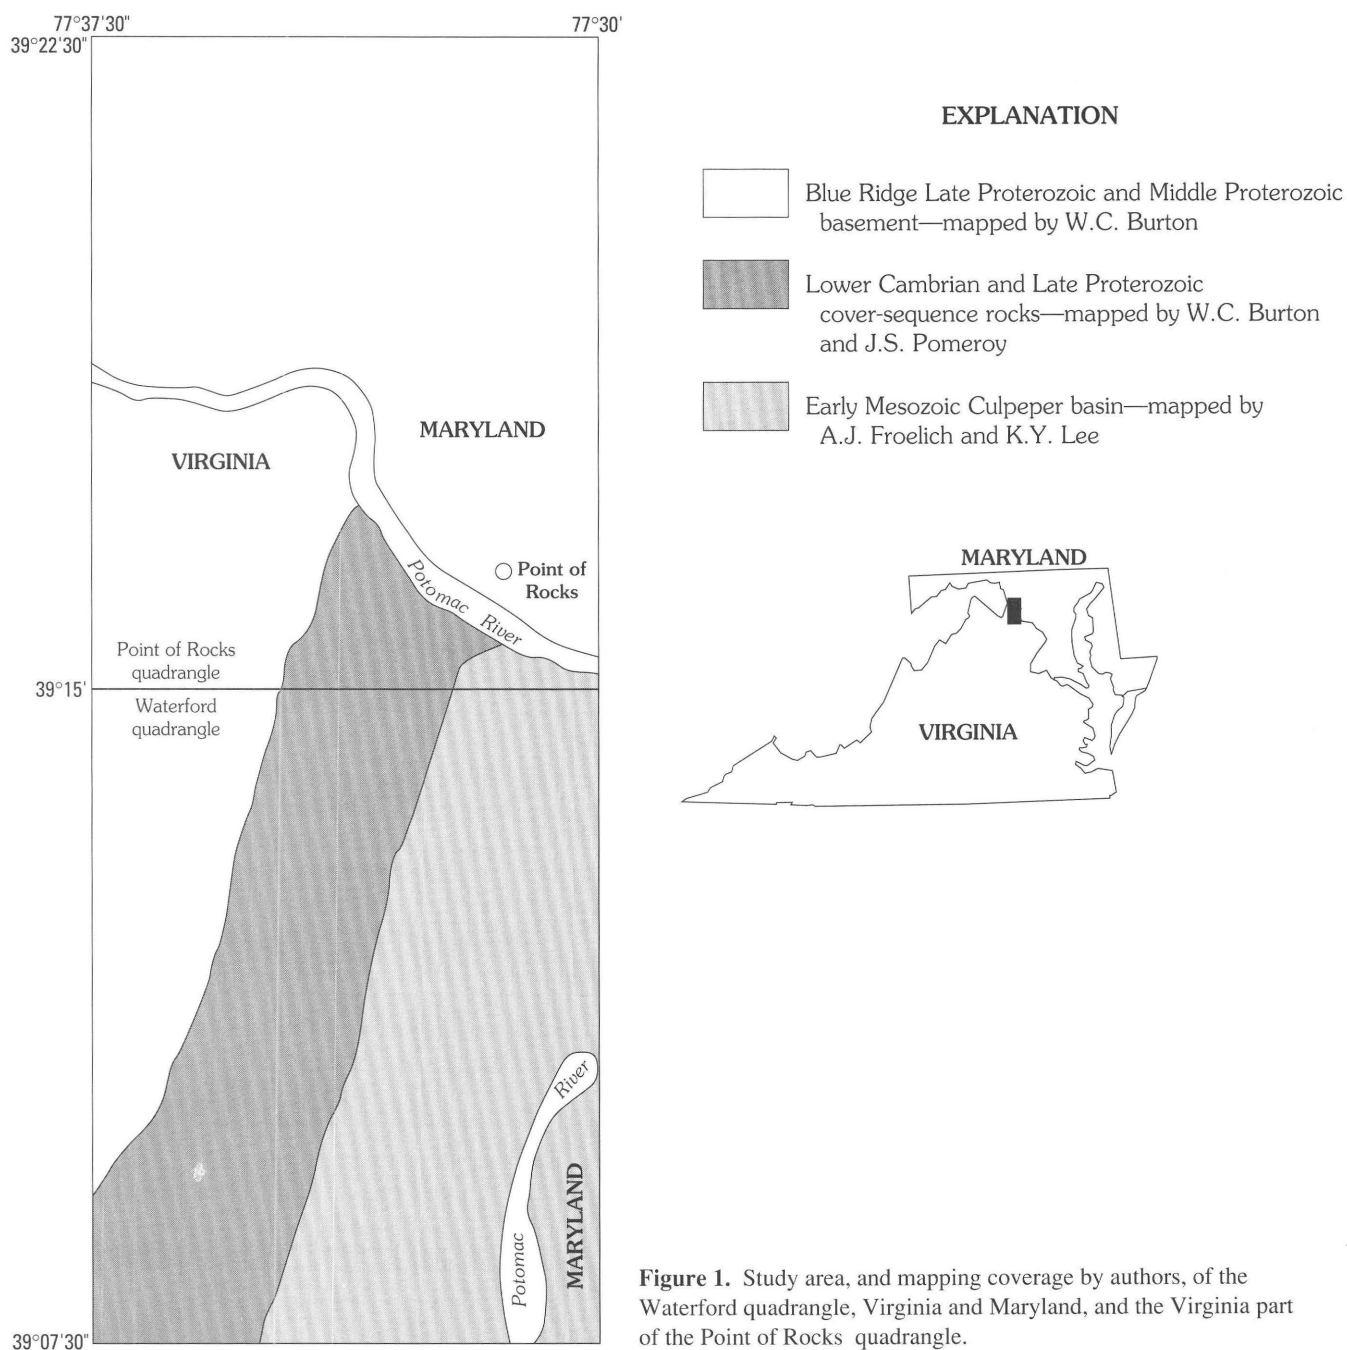 77°37'30"
77°30'
39°22'30"
EXPLANATION
Blue Ridge Late Proterozoic and Middle Proterozoic
basement—mapped by W.C. Burton
Lower Cambrian and Late Proterozoic
cover-sequence rocks—mapped by W.C. Burton
and J.S. Pomeroy
Early Mesozoic Culpeper basin—mapped by
A.J. Froelich and K.Y. Lee
MARYLAND
VIRGINIA
Potomac River
Point of
Rocks
Point of Rocks
quadrangle
39°15'
Waterford
quadrangle
MARYLAND
VIRGINIA
River
Potomac
MARYLAND
39°07'30"
Figure 1. Study area, and mapping coverage by authors, of the
Waterford quadrangle, Virginia and Maryland, and the Virginia part
of the Point of Rocks quadrangle.